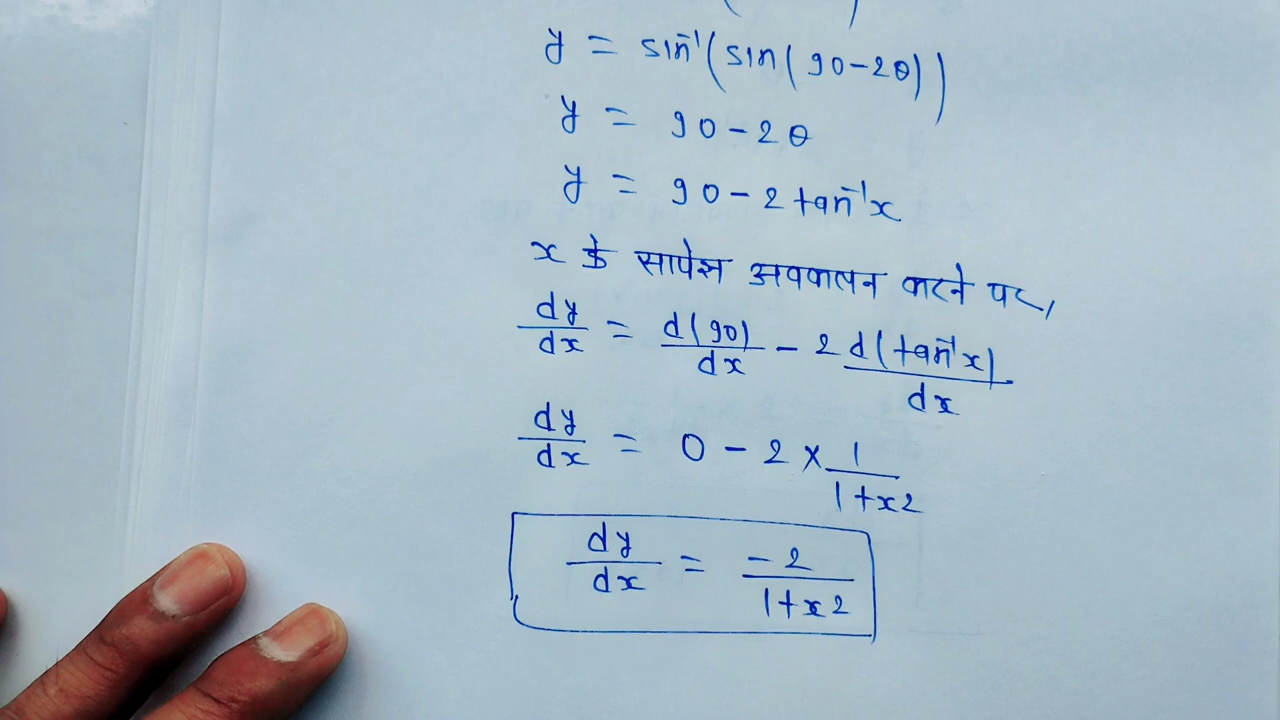 y = sin⁻¹(sin(90-2θ))
y = 90-2θ
y = 90-2tan⁻¹x
x के सापेक्ष अवकलन करने पर,
dy/dx = d(90)/dx - 2 d(tan⁻¹x)/dx
dy/dx = 0 - 2 × 1/(1+x2)
dy/dx = -2/(1+x2)